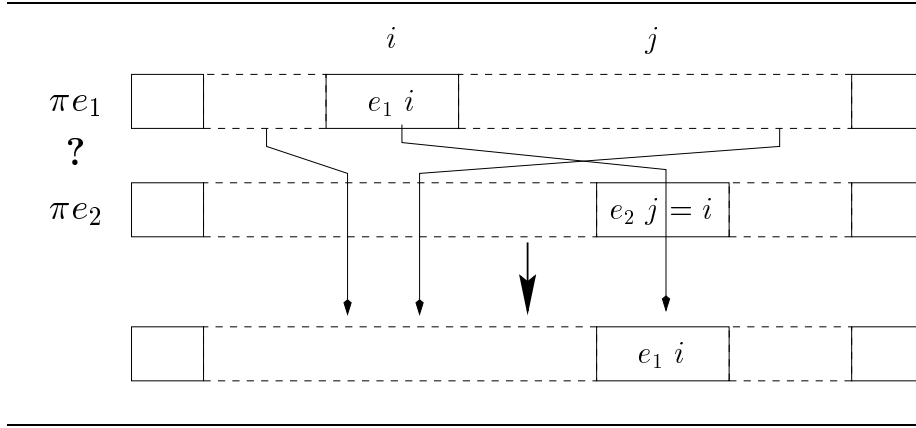 i j
πe₁ e₁ i
?
πe₂ e₂ j = i
e₁ i